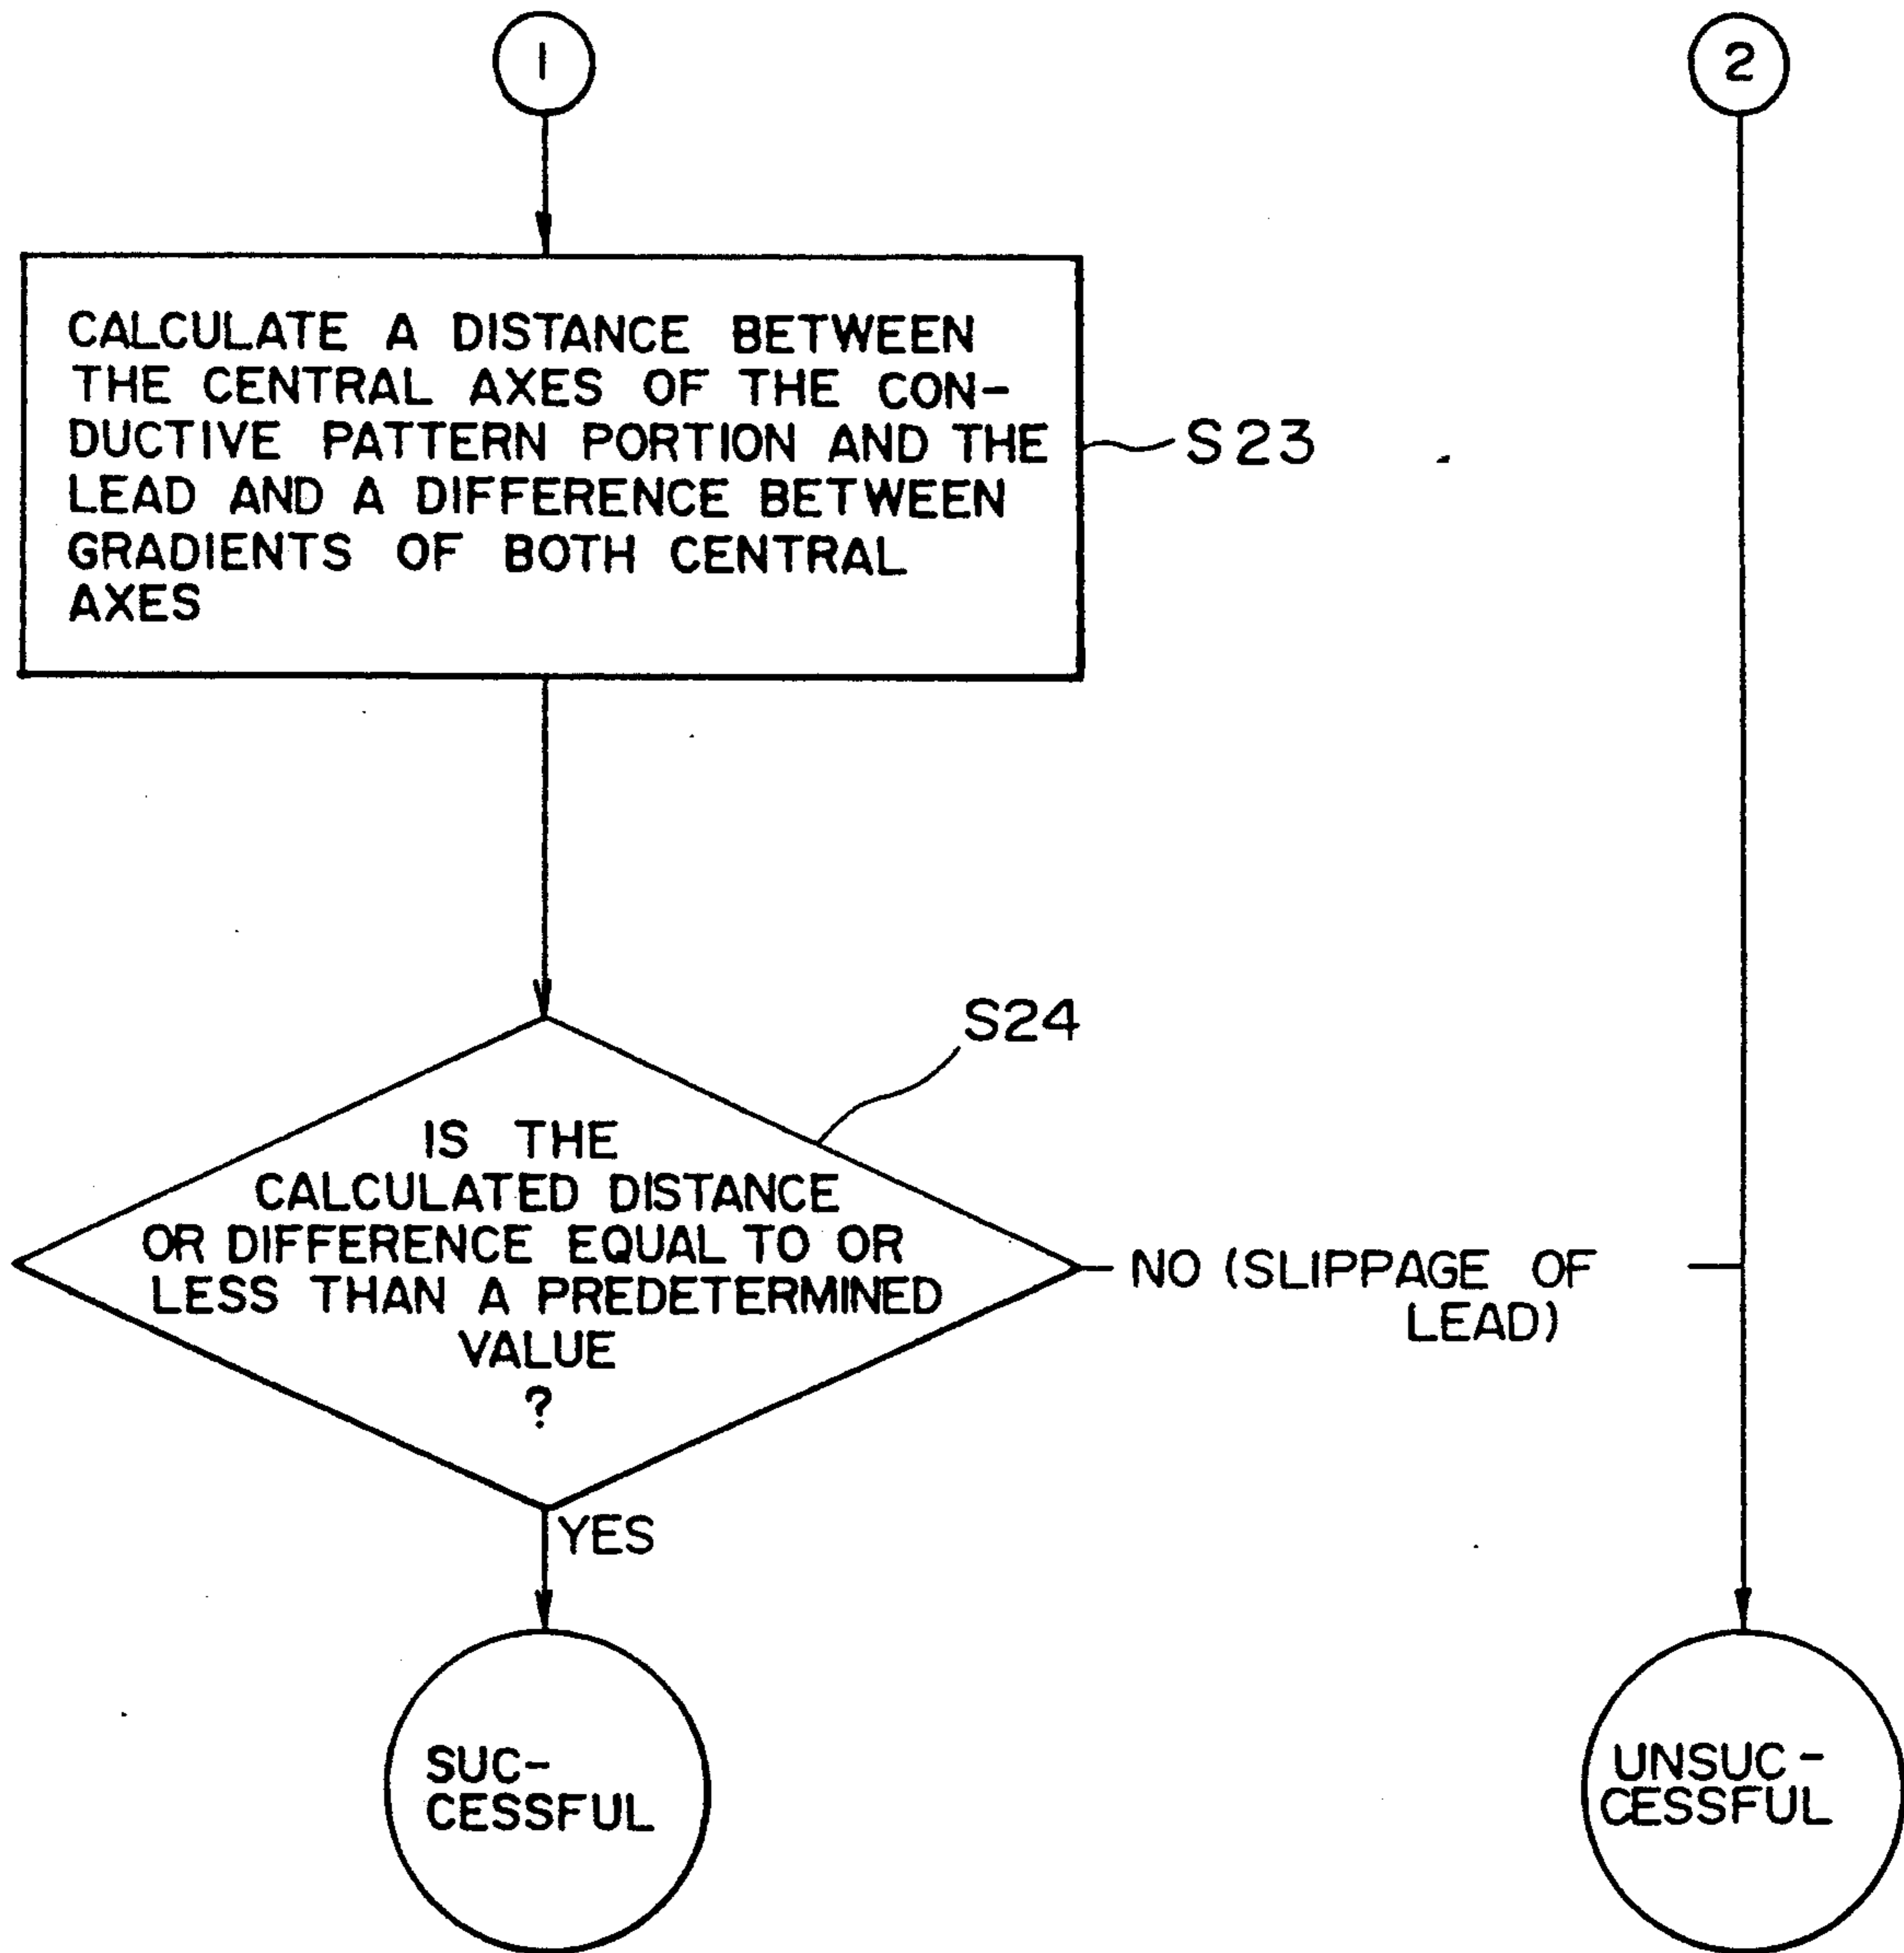 1
2
CALCULATE A DISTANCE BETWEEN
THE CENTRAL AXES OF THE CON-
DUCTIVE PATTERN PORTION AND THE
LEAD AND A DIFFERENCE BETWEEN
GRADIENTS OF BOTH CENTRAL
AXES
S23
S24
IS THE
CALCULATED DISTANCE
OR DIFFERENCE EQUAL TO OR
LESS THAN A PREDETERMINED
VALUE
?
NO (SLIPPAGE OF
LEAD)
YES
SUC-
CESSFUL
UNSUC-
CESSFUL